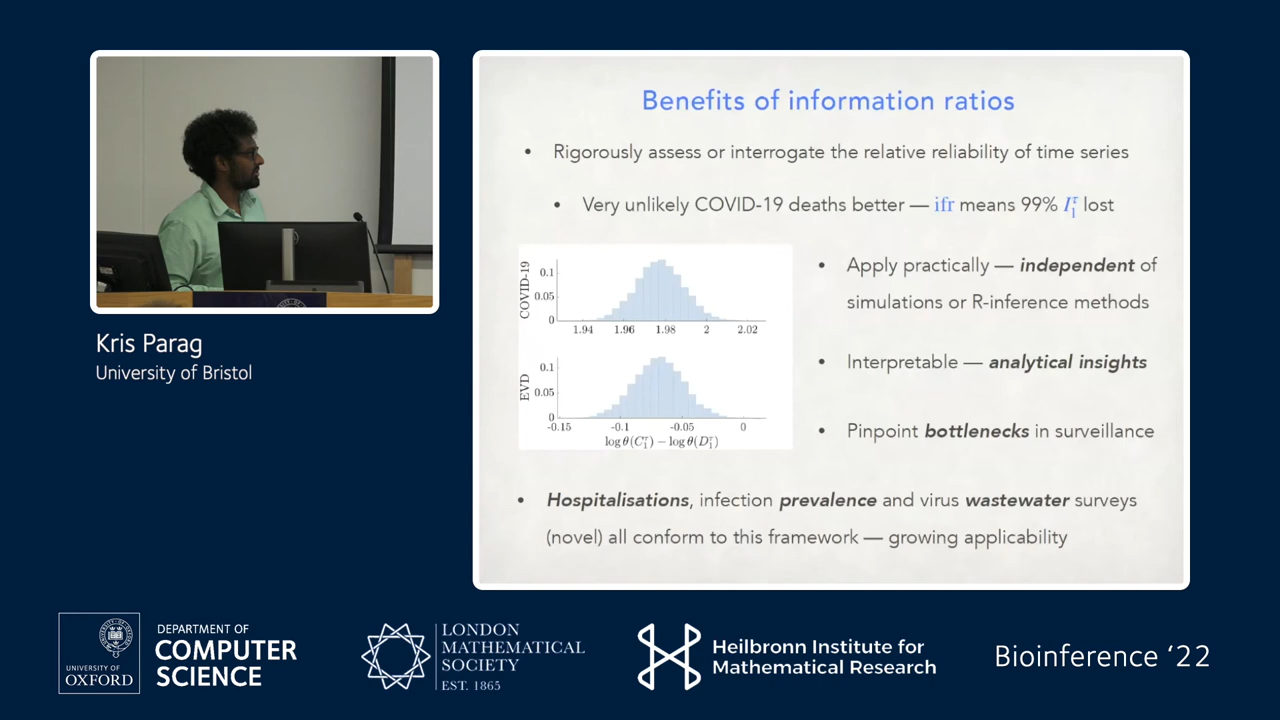 Kris Parag
University of Bristol
Benefits of information ratios
• Rigorously assess or interrogate the relative reliability of time series
• Very unlikely COVID-19 deaths better — ifr means 99% I₁^τ lost
COVID-19
0.1
0.05
0
1.94 1.96 1.98 2 2.02
EVD
0.1
0.05
0
-0.15 -0.1 -0.05 0
log θ(C₁^τ) − log θ(D₁^τ)
• Apply practically — independent of
simulations or R-inference methods
• Interpretable — analytical insights
• Pinpoint bottlenecks in surveillance
• Hospitalisations, infection prevalence and virus wastewater surveys
(novel) all conform to this framework — growing applicability
UNIVERSITY OF
OXFORD
DEPARTMENT OF
COMPUTER
SCIENCE
LONDON
MATHEMATICAL
SOCIETY
EST. 1865
Heilbronn Institute for
Mathematical Research
Bioinference ‘22